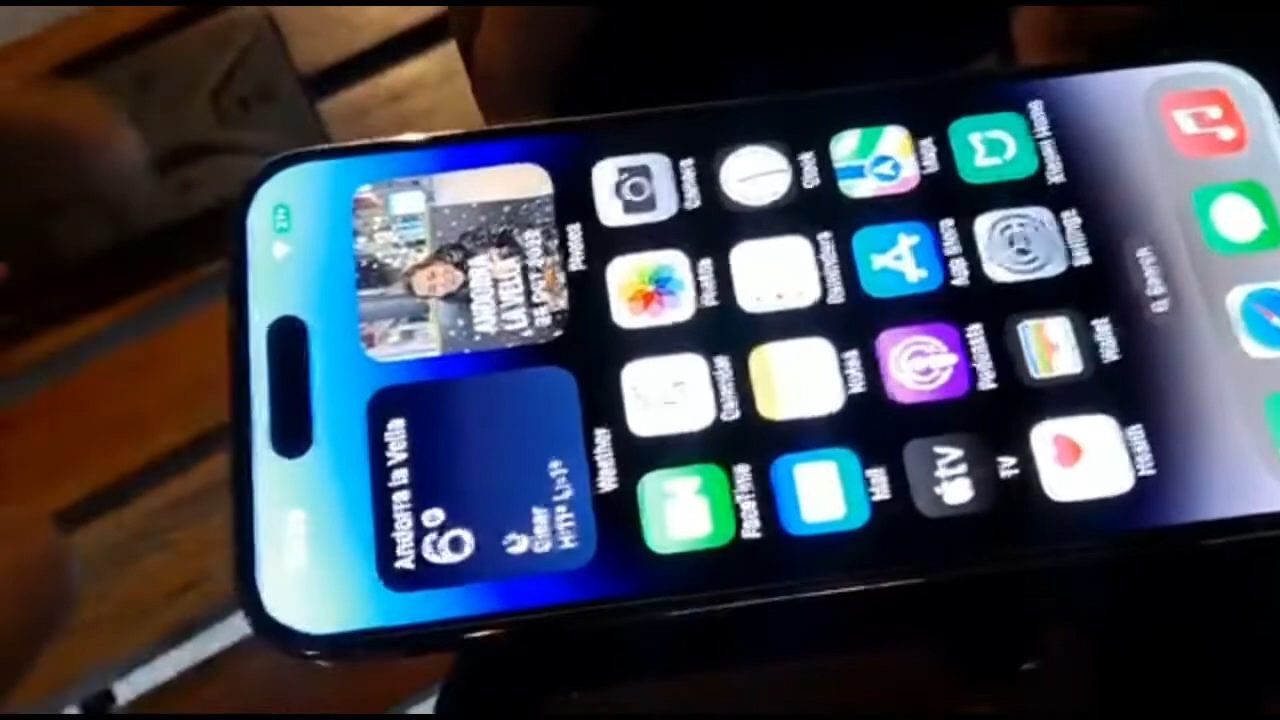 Andorra la Vella
6°
Clear
Weather
ANDORRA
LA VELLA
Photos
FaceTime
Calendar
Photos
Camera
Mail
Notes
Reminders
Clock
tv
TV
Podcasts
App Store
Maps
Health
Wallet
Settings
Xiaomi Home
Search